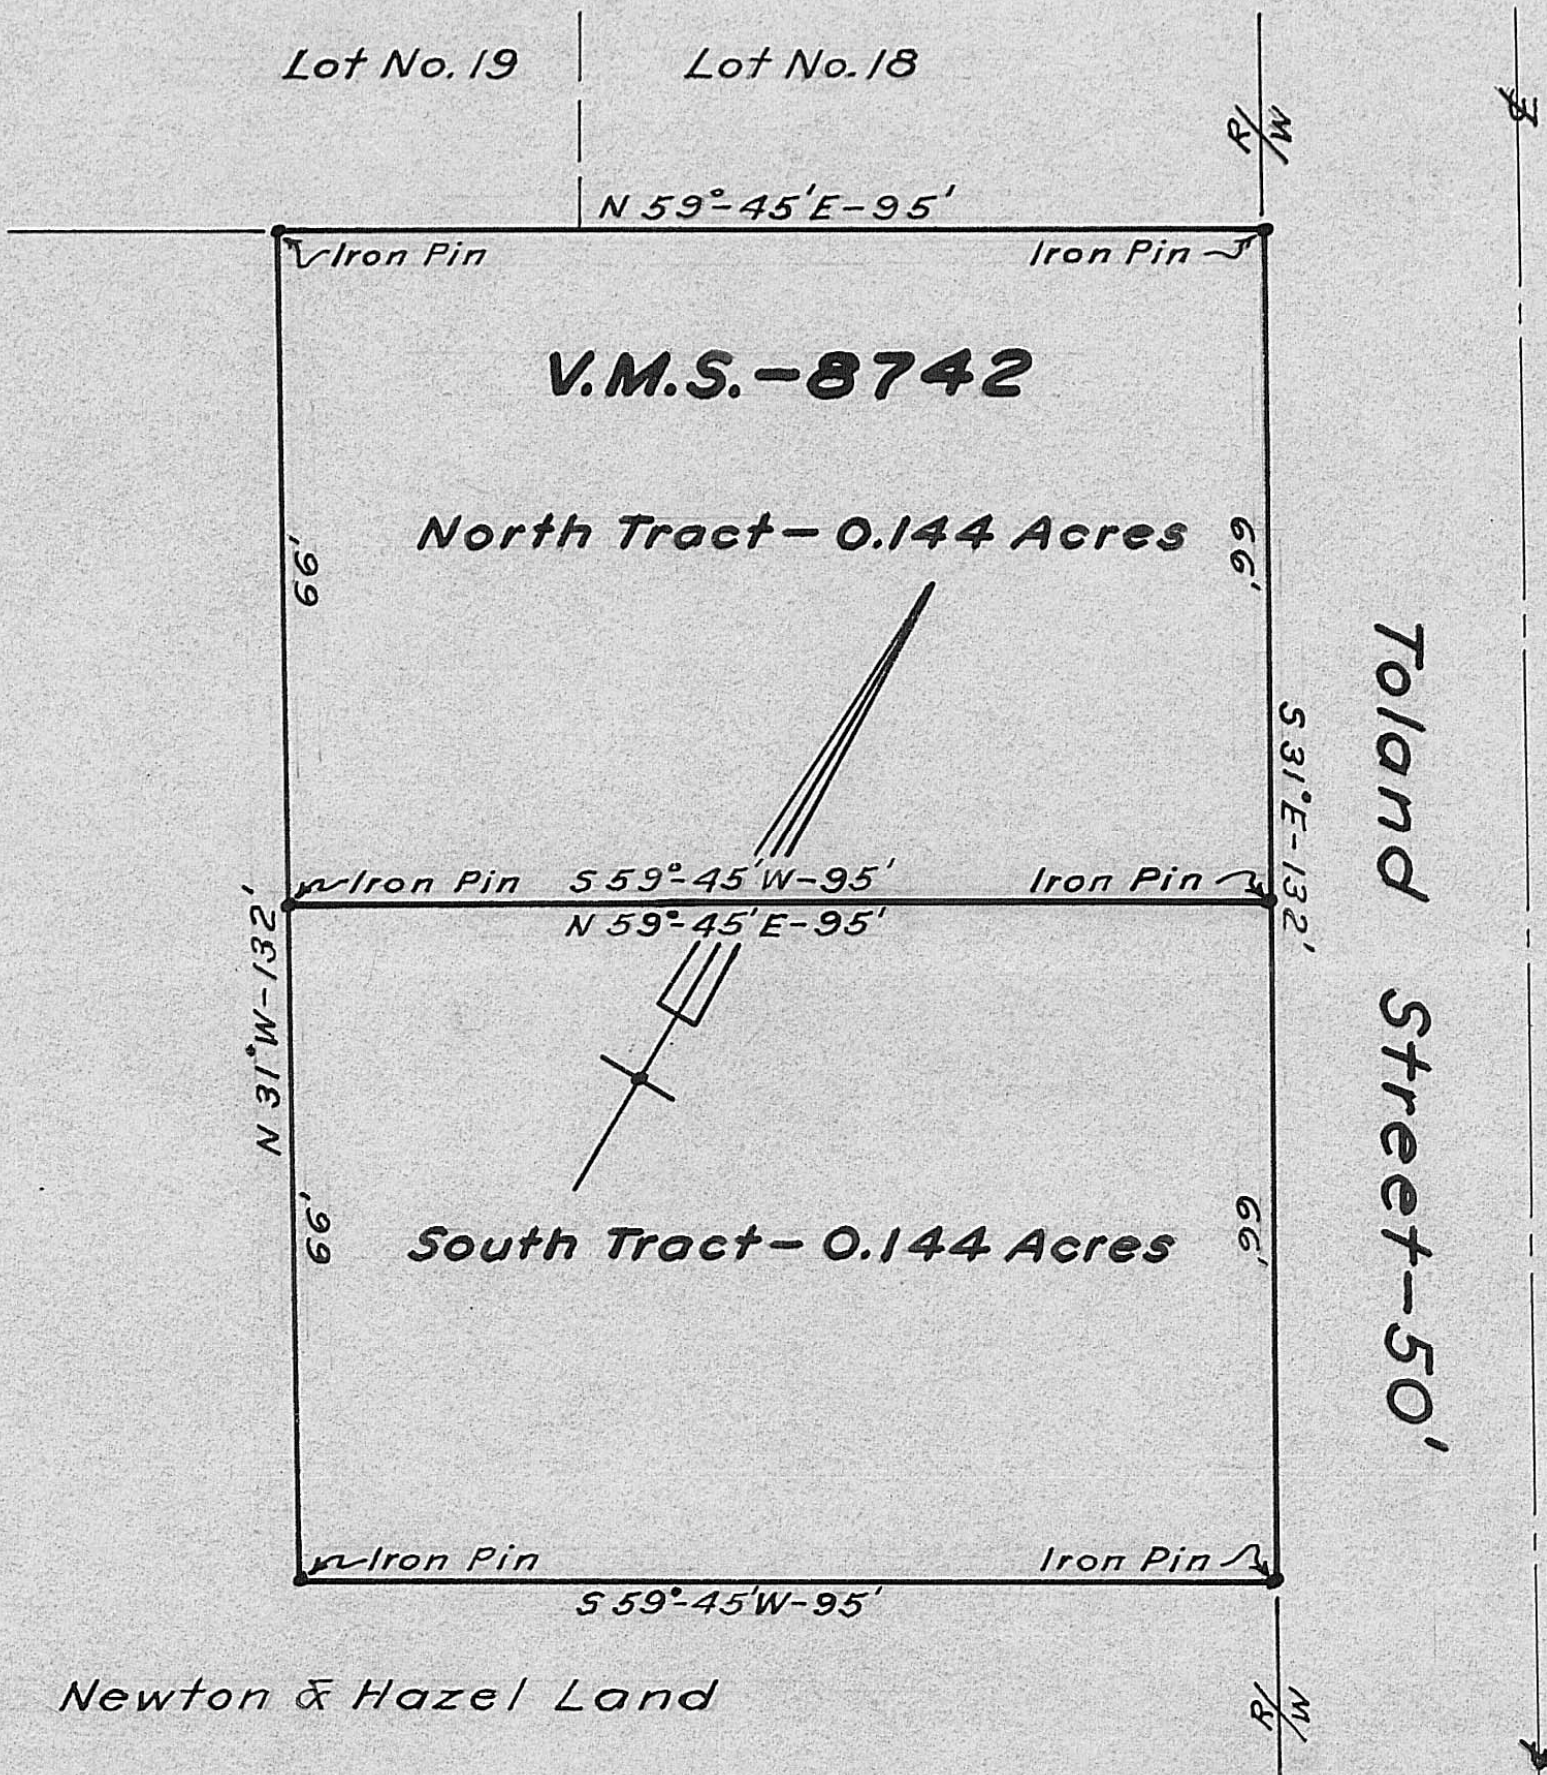 Lot No. 19
Lot No. 18
R/W
N 59°-45'E-95'
Iron Pin
Iron Pin
V.M.S.-8742
North Tract-0.144 Acres
66'
66'
Iron Pin
S 59°-45'W-95'
Iron Pin
N 59°-45'E-95'
S 31°E-132'
N 31°W-132'
Toland Street-50'
66'
66'
South Tract-0.144 Acres
Iron Pin
Iron Pin
S 59°-45'W-95'
Newton & Hazel Land
R/W